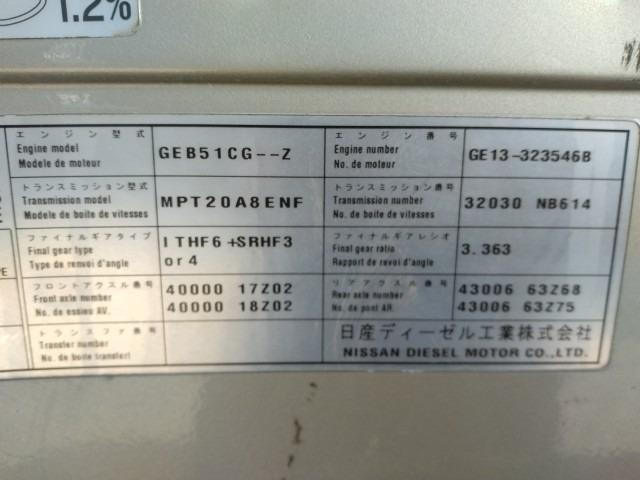 1.2%
エンジン型式
Engine model
Modele de moteur
GEB51CG--Z
エンジン番号
Engine number
No. de moteur
GE13-323546B
トランスミッション型式
Transmission model
Modele de boite de vitesses
MPT20A8ENF
トランスミッション番号
Transmission number
No. de boite de vitesses
32030 NB614
ファイナルギアタイプ
Final gear type
Type de renvoi d'angle
1THF6+SRHF3
or4
ファイナルギアレシオ
Final gear ratio
Rapport de revoi d'angle
3.363
フロントアクスル番号
Front axle number
No. de essieu AV.
40000 17Z02
40000 18Z02
リアアクスル番号
Rear axle number
No. de pont AR.
43006 63Z68
43006 63Z75
トランスファ番号
Transfer number
No. de boite transferl
日産ディーゼル工業株式会社
NISSAN DIESEL MOTOR CO.,LTD.